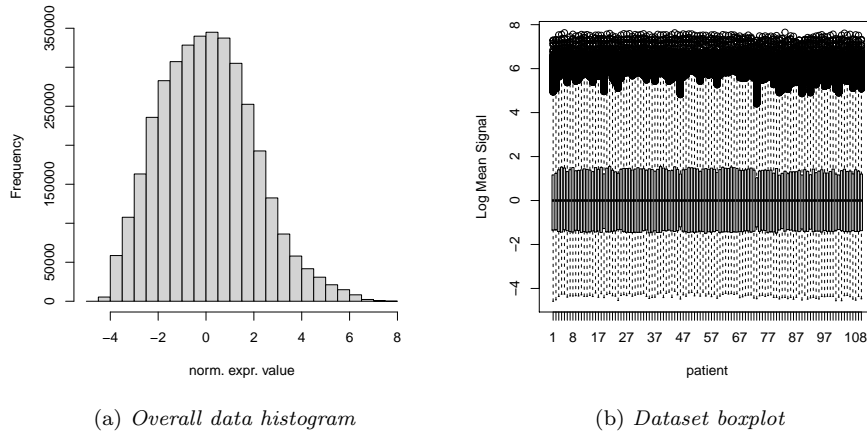 350000
250000
150000
50000
0
Frequency
−4
−2
0
2
4
6
8
norm. expr. value
(a) Overall data histogram
8
6
4
2
0
−2
−4
Log Mean Signal
1 8 17 27 37 47 57 67 77 87 97 108
patient
(b) Dataset boxplot